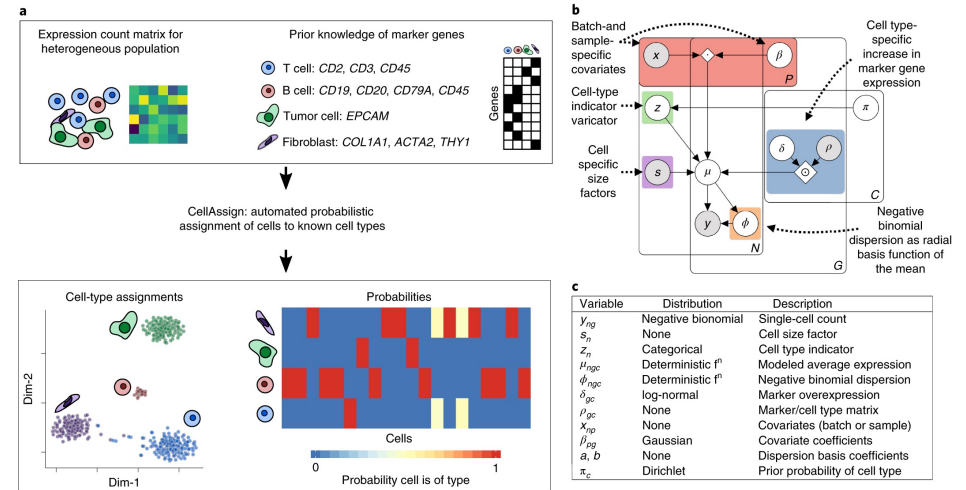 a
Expression count matrix for
heterogeneous population
Prior knowledge of marker genes
T cell: CD2, CD3, CD45
B cell: CD19, CD20, CD79A, CD45
Tumor cell: EPCAM
Fibroblast: COL1A1, ACTA2, THY1
Genes
CellAssign: automated probabilistic
assignment of cells to known cell types
Cell-type assignments
Dim-2
Dim-1
Probabilities
Cells
0
1
Probability cell is of type
b
Batch-and
sample-
specific
covariates
Cell-type
indicator
varicator
Cell
specific
size
factors
Cell type-
specific
increase in
marker gene
expression
Negative
binomial
dispersion as radial
basis function of
the mean
x
β
P
z
π
δ
ρ
s
μ
C
y
ϕ
N
G
c
Variable Distribution Description
y_ng Negative bionomial Single-cell count
s_n None Cell size factor
z_n Categorical Cell type indicator
μ_ngc Deterministic fⁿ Modeled average expression
ϕ_ngc Deterministic fⁿ Negative binomial dispersion
δ_gc log-normal Marker overexpression
ρ_gc None Marker/cell type matrix
x_np None Covariates (batch or sample)
β_pg Gaussian Covariate coefficients
a, b None Dispersion basis coefficients
π_c Dirichlet Prior probability of cell type